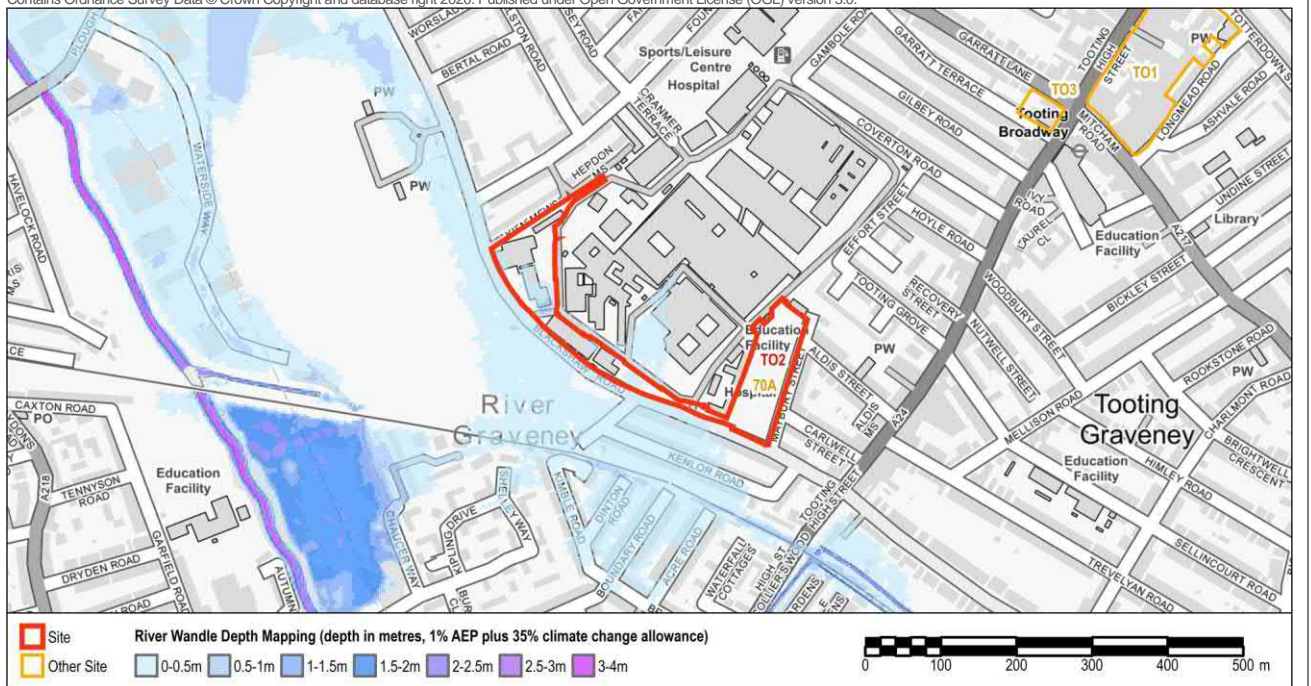 Contains Ordnance Survey Data © Crown Copyright and database right 2020. Published under Open Government License (OGL) version 3.0.
PLOUGH
BERTAL ROAD
Sports/Leisure
Centre
Hospital
CRANMER
TERRACE
GAMBOLE ROAD
GARRATT LANE
GARRATT TERRACE
GILBEY ROAD
COVERTON ROAD
TOOTING
HIGH
STREET
PW
TOTTERDOWN S
TO1
TO3
LONGMEAD ROAD
ASHVALE ROAD
Tooting
Broadway
MITCHAM
ROAD
UNDINE STREET
WATERSIDE WAY
PW
PW
HEPDON
MS
HAVELOCK ROAD
EFFORT STREET
HOYLE ROAD
IVY
ROAD
LAUREL
CL
Education
Facility
A217
Library
BICKLEY STREET
RECOVERY
STREET
TOOTING GROVE
WOODBURY STREET
NUTWELL STREET
ROOKSTONE ROAD
PW
BLACKSHAW ROAD
Education
Facility
TO2
70A
Hospital
MAYBURY STREET
ALDIS STREET
PW
ALDIS
MS
A24
CARLWELL
STREET
MELLISON ROAD
Tooting
Graveney
CHARLMONT ROAD
BRIGHTWELL
CRESCENT
Education
Facility
HIMLEY ROAD
River
Graveney
KENLOR ROAD
TOOTING
HIGH STREET
CAXTON ROAD
PO
A218
TENNYSON
ROAD
Education
Facility
GARFIELD ROAD
DRYDEN ROAD
AUTUMN
CHAUCER WAY
KIPLING
DRIVE
SHELLEY WAY
KIMBLE ROAD
DINTON
ROAD
BOUNDARY ROAD
ACRE ROAD
WATERFALL
COTTAGES
HIGH ST
COLLIER'S WOOD
SELLINCOURT ROAD
TREVELYAN ROAD
Site
River Wandle Depth Mapping (depth in metres, 1% AEP plus 35% climate change allowance)
Other Site
0-0.5m
0.5-1m
1-1.5m
1.5-2m
2-2.5m
2.5-3m
3-4m
0
100
200
300
400
500 m